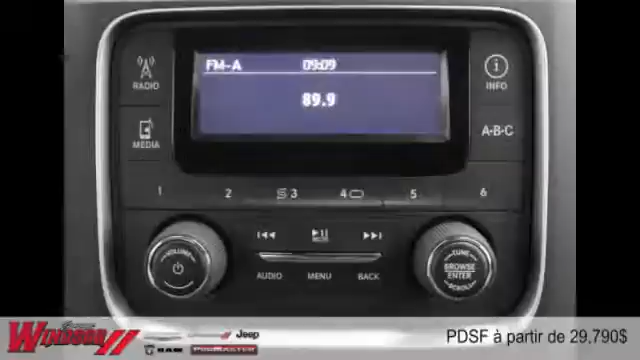 FM-A 09:09
89.9
RADIO
INFO
MEDIA
A-B-C
1 2 3 4 5 6
VOLUME
AUDIO MENU BACK
TUNE
BROWSE
ENTER
SCROLL
WINDSOR
Jeep
RAM PROMASTER
PDSF à partir de 29,790$